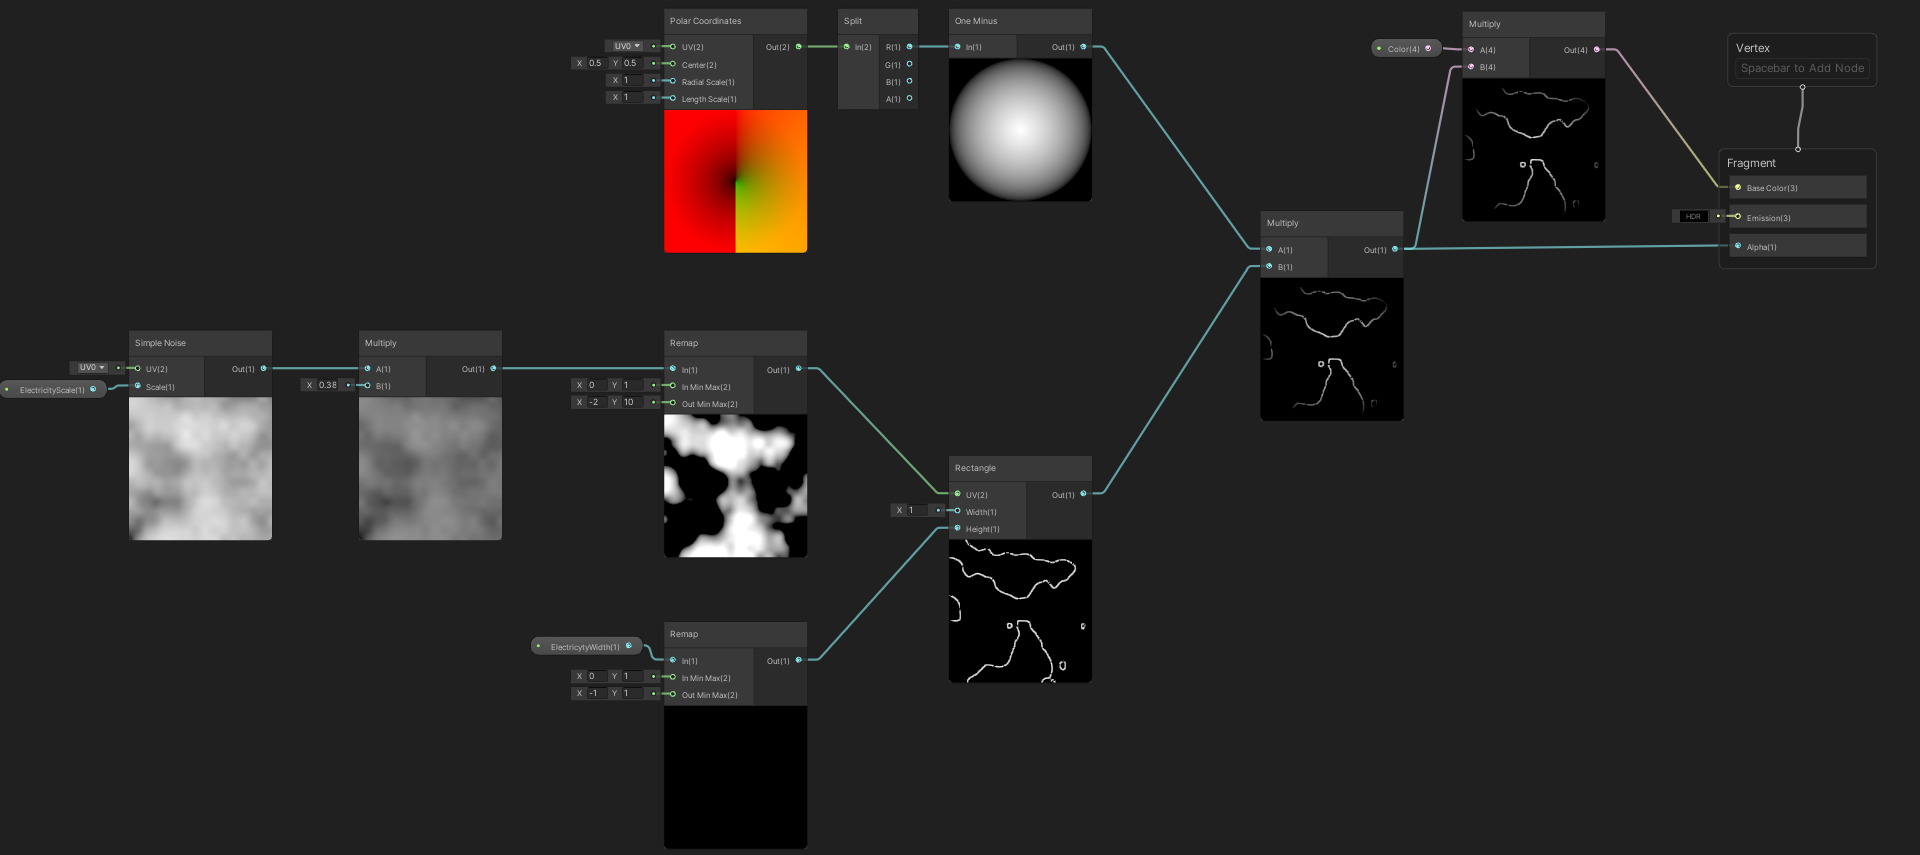 Polar Coordinates
UV0
UV(2)
Out(2)
X 0.5 Y 0.5
Center(2)
X 1
Radial Scale(1)
X 1
Length Scale(1)
Split
In(2)
R(1)
G(1)
B(1)
A(1)
One Minus
In(1)
Out(1)
Multiply
Color(4)
A(4)
Out(4)
B(4)
Vertex
Spacebar to Add Node
Fragment
Base Color(3)
HDR
Emission(3)
Alpha(1)
Multiply
A(1)
Out(1)
B(1)
Simple Noise
UV0
UV(2)
Out(1)
ElectricityScale(1)
Scale(1)
Multiply
A(1)
Out(1)
X 0.38
B(1)
Remap
In(1)
Out(1)
X 0 Y 1
In Min Max(2)
X -2 Y 10
Out Min Max(2)
Rectangle
UV(2)
Out(1)
X 1
Width(1)
Height(1)
Remap
ElectricytyWidth(1)
In(1)
Out(1)
X 0 Y 1
In Min Max(2)
X -1 Y 1
Out Min Max(2)